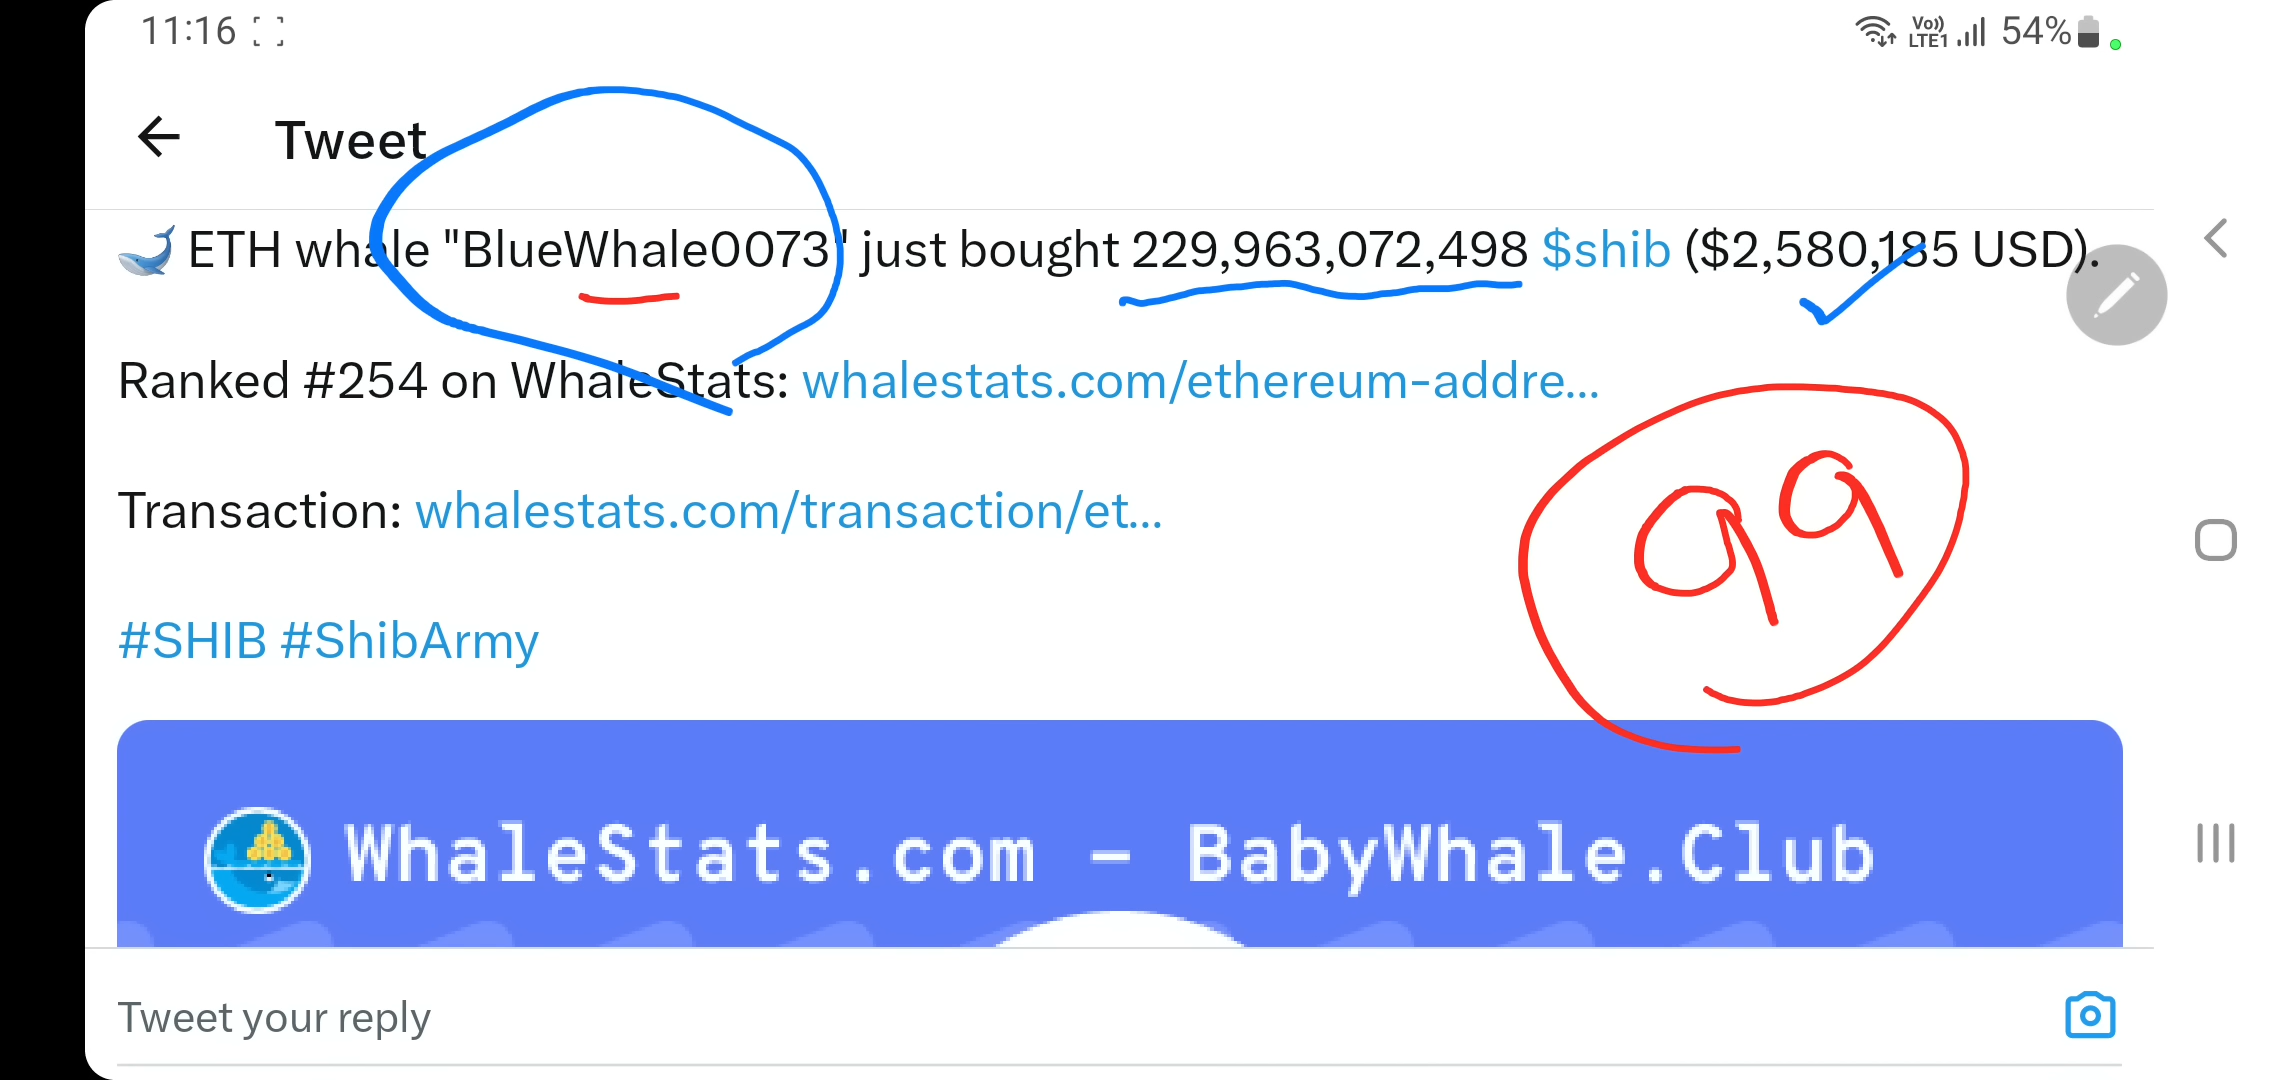 11:16 Vo)) LTE1 54%
Tweet
ETH whale "BlueWhale0073" just bought 229,963,072,498 $shib ($2,580,185 USD).
Ranked #254 on WhaleStats: whalestats.com/ethereum-addre...
99
Transaction: whalestats.com/transaction/et...
#SHIB #ShibArmy
WhaleStats.com - BabyWhale.Club
Tweet your reply